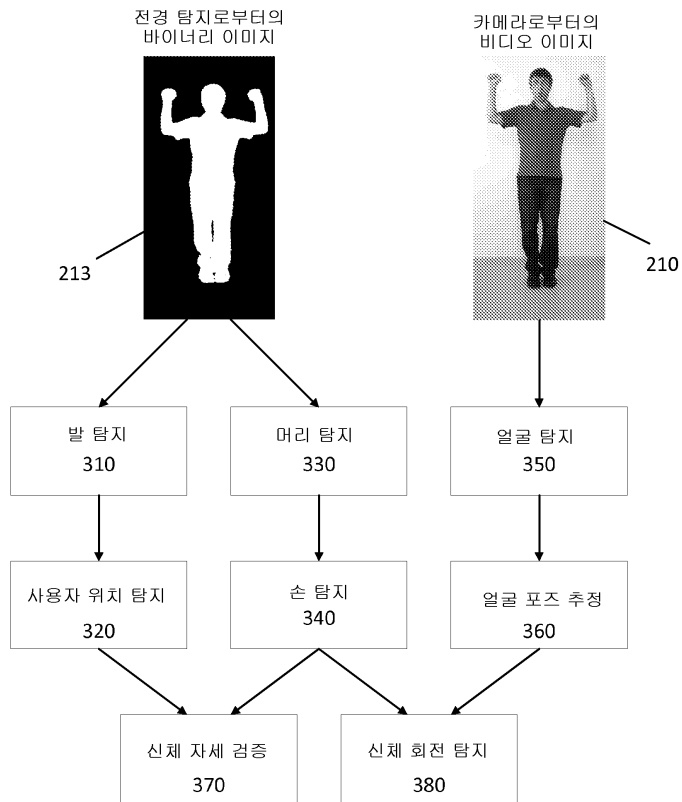 전경 탐지로부터의
바이너리 이미지
카메라로부터의
비디오 이미지
213
210
발 탐지
310
머리 탐지
330
얼굴 탐지
350
사용자 위치 탐지
320
손 탐지
340
얼굴 포즈 추정
360
신체 자세 검증
370
신체 회전 탐지
380